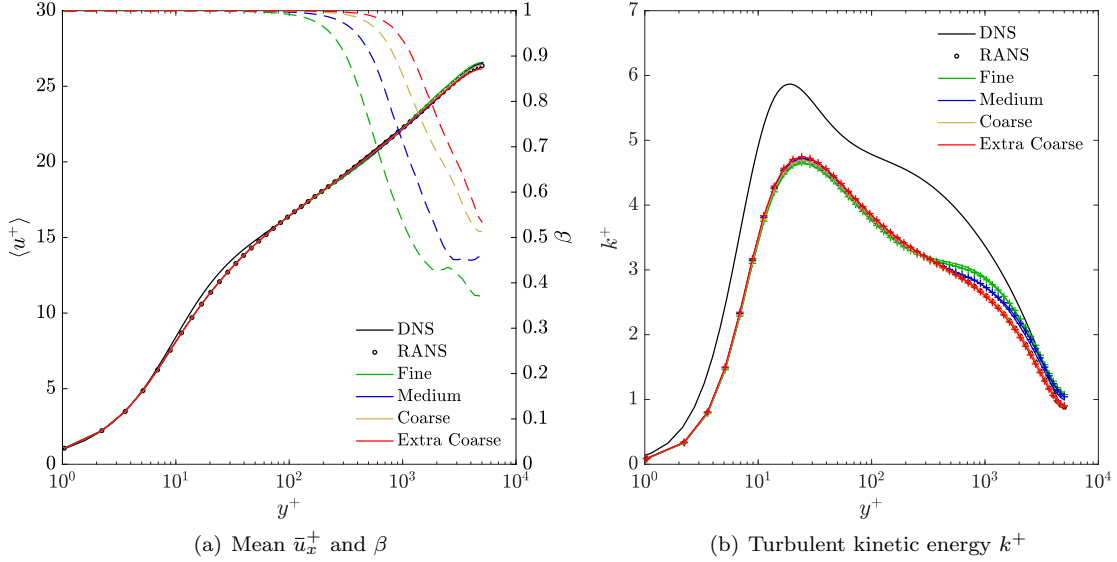 30
25
20
15
10
5
0
⟨u⁺⟩
1
0.9
0.8
0.7
0.6
0.5
0.4
0.3
0.2
0.1
0
β
DNS
RANS
Fine
Medium
Coarse
Extra Coarse
10⁰
10¹
10²
10³
10⁴
y⁺
(a) Mean ū⁺ₓ and β
7
6
5
4
3
2
1
0
k⁺
DNS
RANS
Fine
Medium
Coarse
Extra Coarse
10⁰
10¹
10²
10³
10⁴
y⁺
(b) Turbulent kinetic energy k⁺